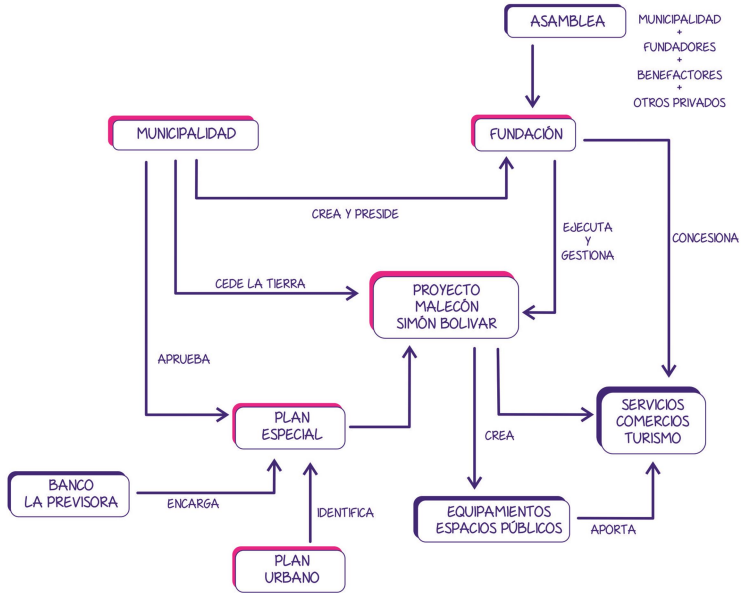 ASAMBLEA
MUNICIPALIDAD
+
FUNDADORES
+
BENEFACTORES
+
OTROS PRIVADOS
MUNICIPALIDAD
FUNDACIÓN
CREA Y PRESIDE
EJECUTA
Y
GESTIONA
CONCESIONA
CEDE LA TIERRA
PROYECTO
MALECÓN
SIMÓN BOLIVAR
APRUEBA
PLAN
ESPECIAL
SERVICIOS
COMERCIOS
TURISMO
CREA
BANCO
LA PREVISORA
ENCARGA
IDENTIFICA
EQUIPAMIENTOS
ESPACIOS PÚBLICOS
APORTA
PLAN
URBANO